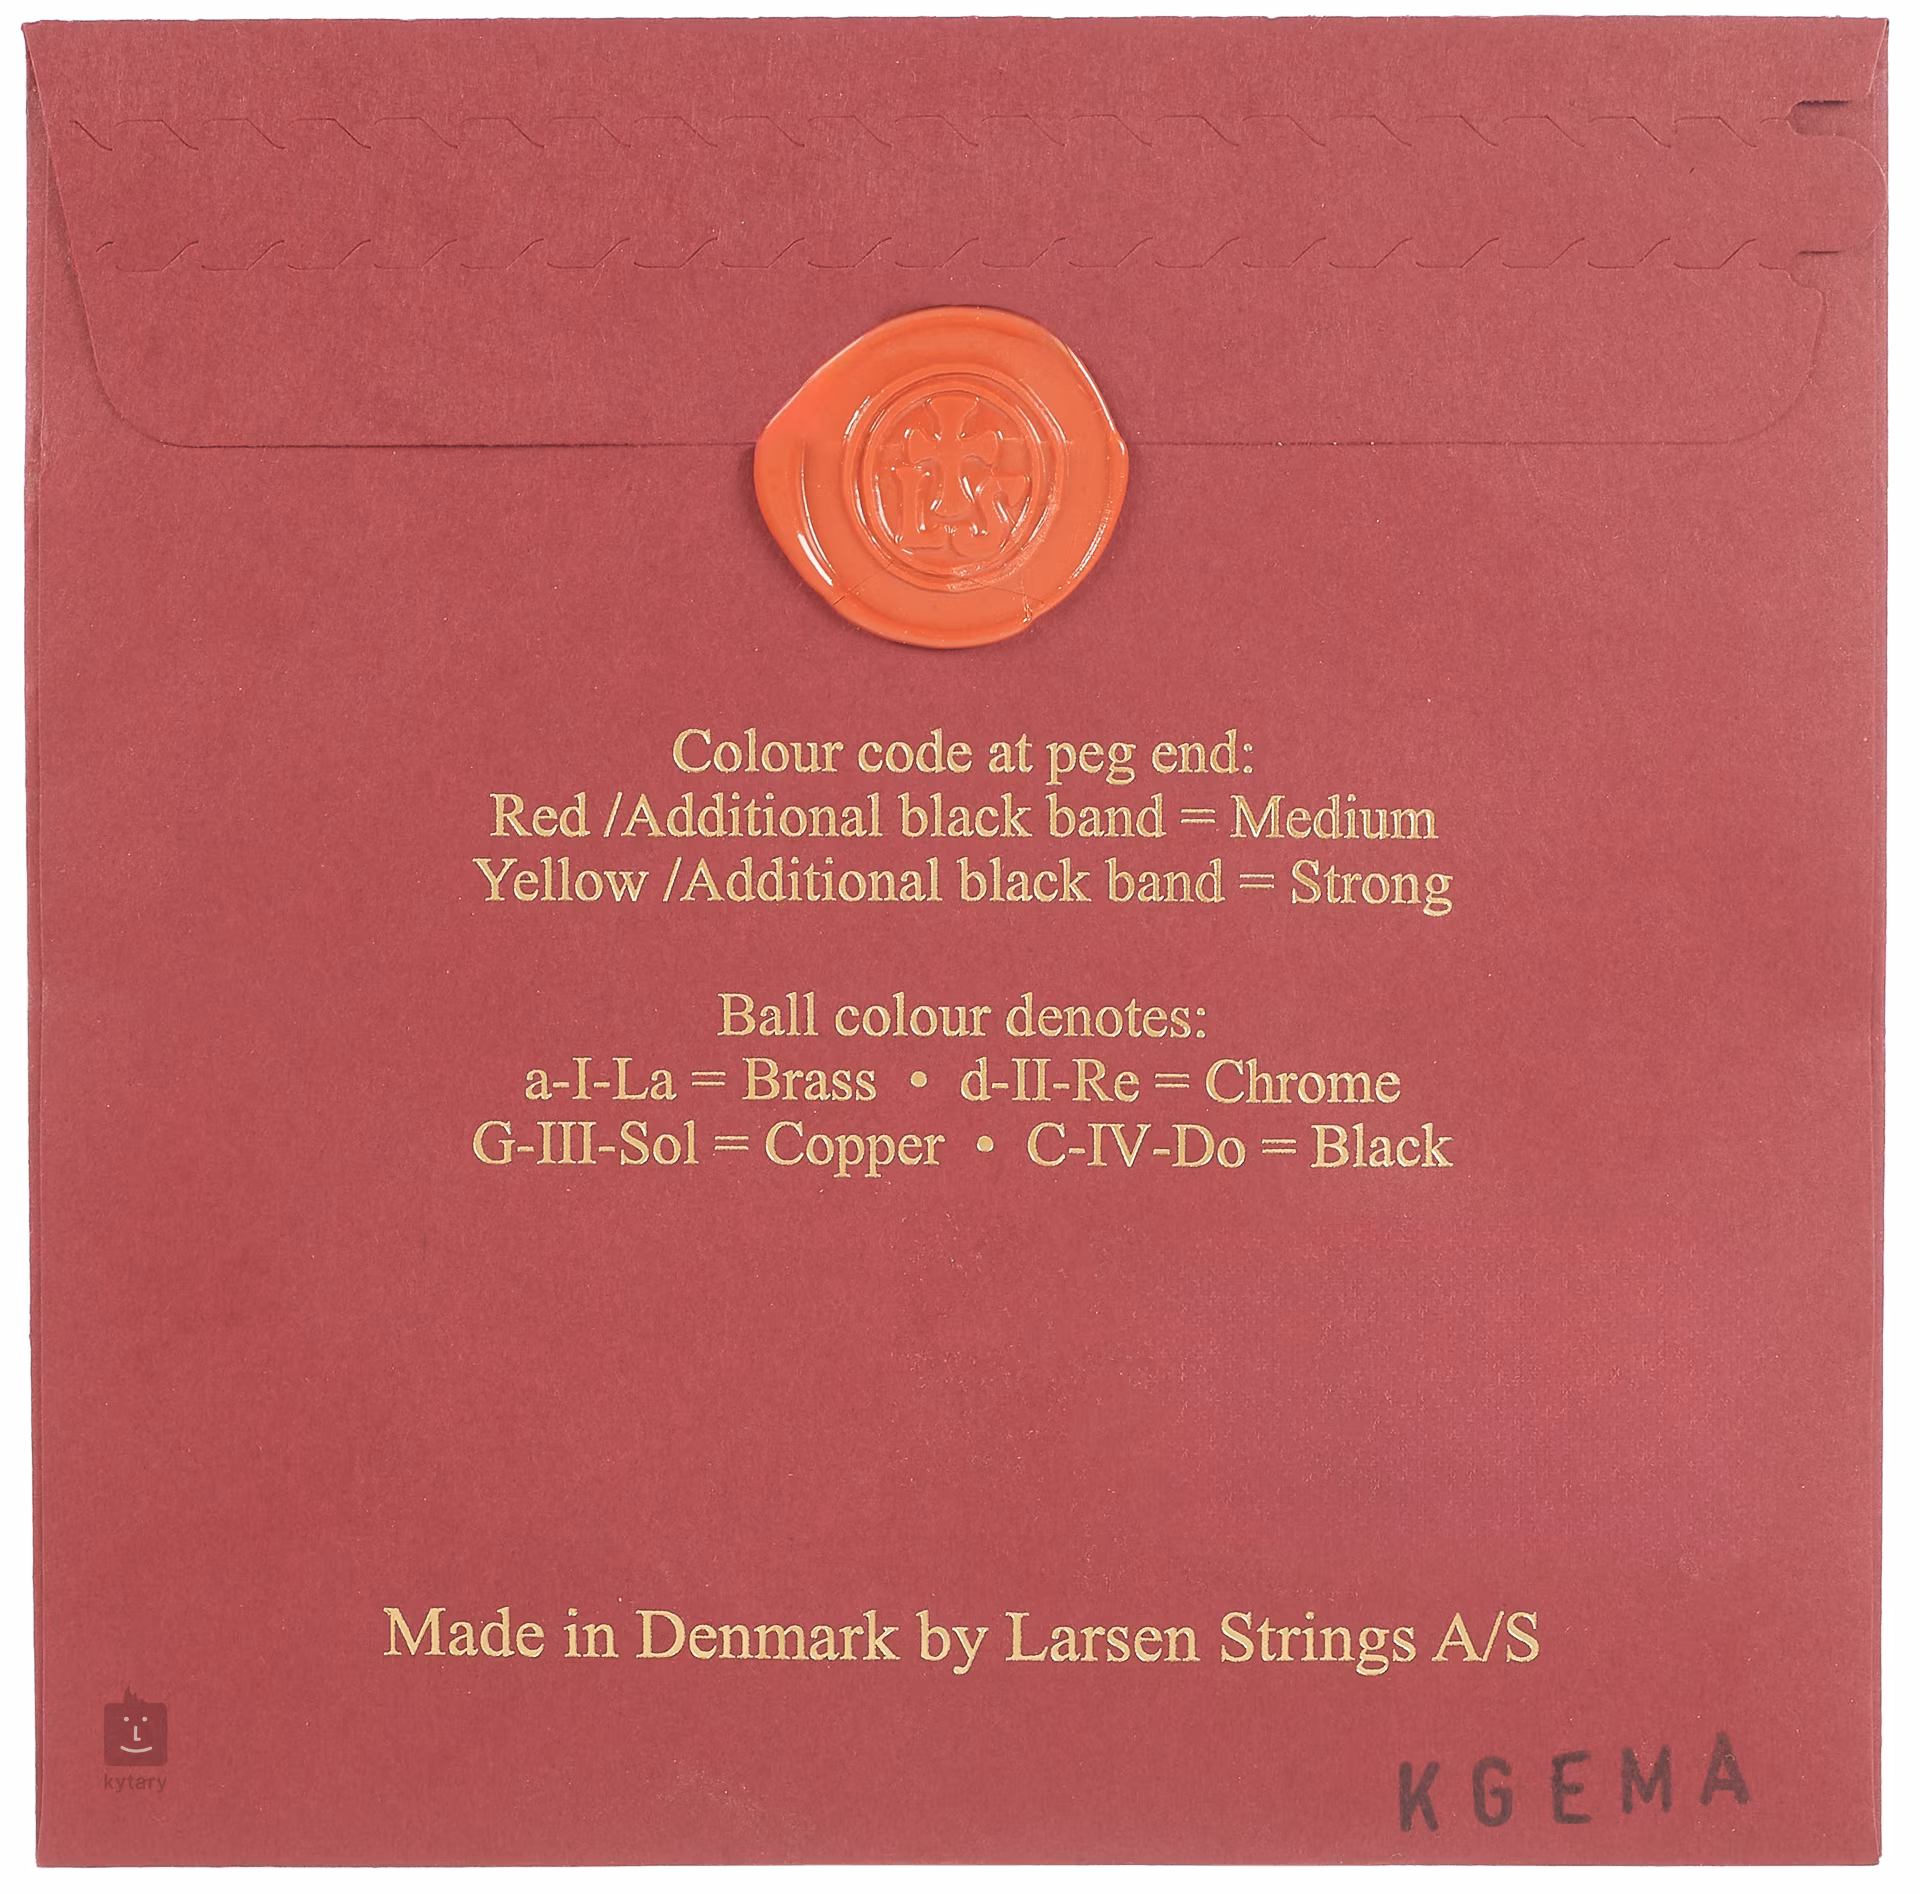 LS
Colour code at peg end:
Red /Additional black band = Medium
Yellow /Additional black band = Strong
Ball colour denotes:
a-I-La = Brass • d-II-Re = Chrome
G-III-Sol = Copper • C-IV-Do = Black
Made in Denmark by Larsen Strings A/S
kytary
KGEMA